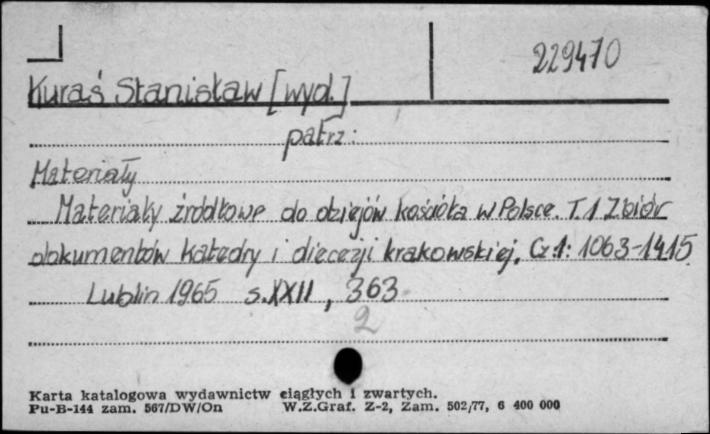 229470
Kuraś Stanisław [wyd.]
patrz:
Materiały
Materiały źródłowe do dziejów kościoła w Polsce. T. 1 Zbiór
dokumentów katedry i diecezji krakowskiej. Cz. 1: 1063-1415
Lublin 1965 s. XXII, 363
2
Karta katalogowa wydawnictw ciągłych i zwartych.
Pu-B-144 zam. 567/DW/On W.Z.Graf. Z-2, Zam. 502/77, 6 400 000